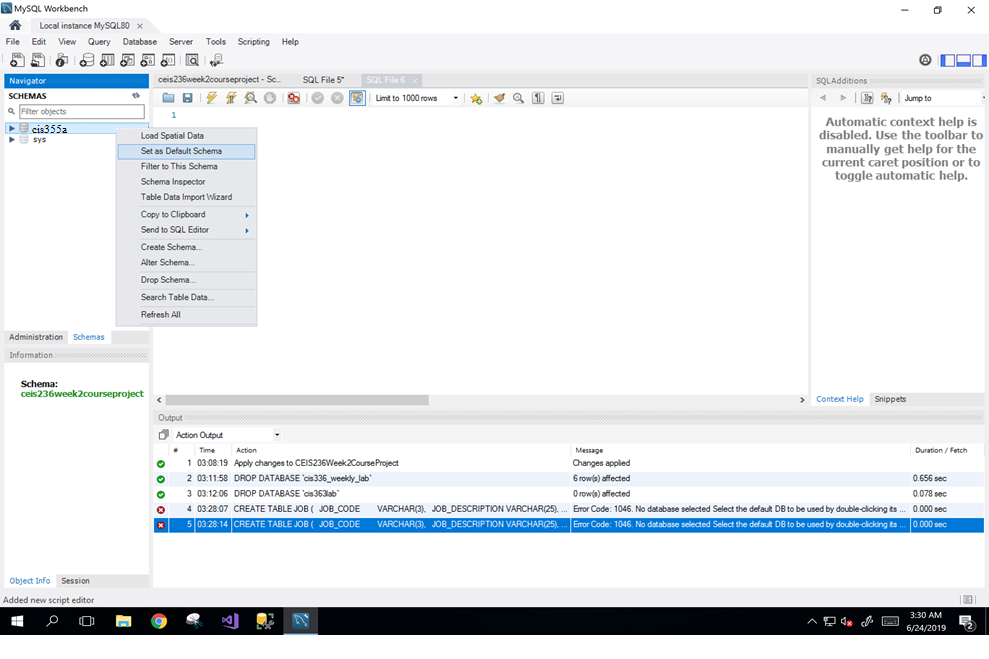 MySQL Workbench
Local instance MySQL80
File Edit View Query Database Server Tools Scripting Help
Navigator
SCHEMAS
Filter objects
cis355a
sys
Load Spatial Data
Set as Default Schema
Filter to This Schema
Schema Inspector
Table Data Import Wizard
Copy to Clipboard
Send to SQL Editor
Create Schema...
Alter Schema...
Drop Schema...
Search Table Data...
Refresh All
Administration Schemas
Information
Schema:
ceis236week2courseproject
Object Info Session
Added new script editor
ceis236week2courseproject - Sc... SQL File 5* SQL File 6
Limit to 1000 rows
1
SQLAdditions
Jump to
Automatic context help is
disabled. Use the toolbar to
manually get help for the
current caret position or to
toggle automatic help.
Context Help Snippets
Output
Action Output
# Time Action Message Duration / Fetch
1 03:08:19 Apply changes to CEIS236Week2CourseProject Changes applied
2 03:11:58 DROP DATABASE `cis336_weekly_lab` 6 row(s) affected 0.656 sec
3 03:12:06 DROP DATABASE `cis363lab` 0 row(s) affected 0.078 sec
4 03:28:07 CREATE TABLE JOB ( JOB_CODE VARCHAR(3), JOB_DESCRIPTION VARCHAR(25), ... Error Code: 1046. No database selected Select the default DB to be used by double-clicking its ... 0.000 sec
5 03:28:14 CREATE TABLE JOB ( JOB_CODE VARCHAR(3), JOB_DESCRIPTION VARCHAR(25), ... Error Code: 1046. No database selected Select the default DB to be used by double-clicking its ... 0.000 sec
3:30 AM
6/24/2019
2